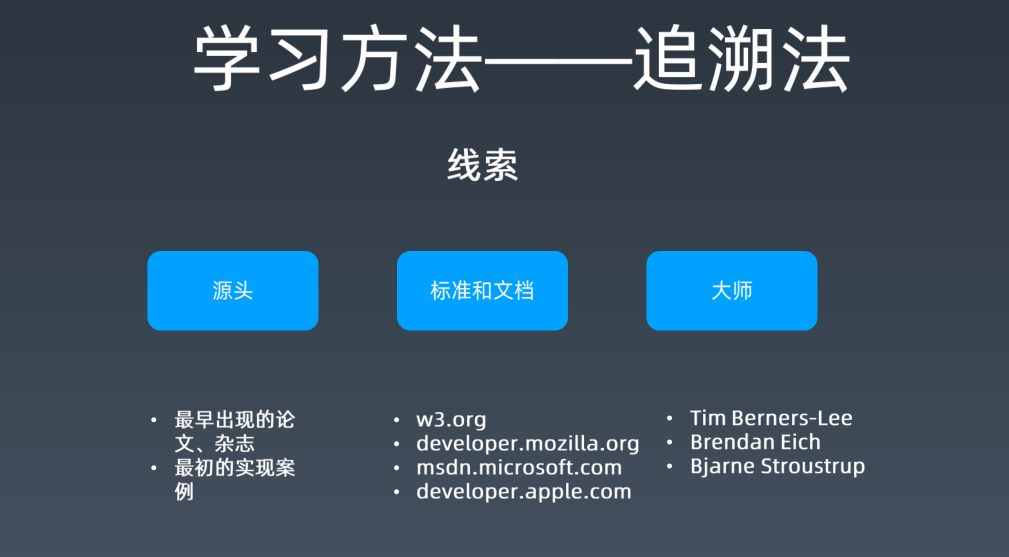 学习方法——追溯法
线索
源头
标准和文档
大师
• 最早出现的论
文、杂志
• 最初的实现案
例
• w3.org
• developer.mozilla.org
• msdn.microsoft.com
• developer.apple.com
• Tim Berners-Lee
• Brendan Eich
• Bjarne Stroustrup